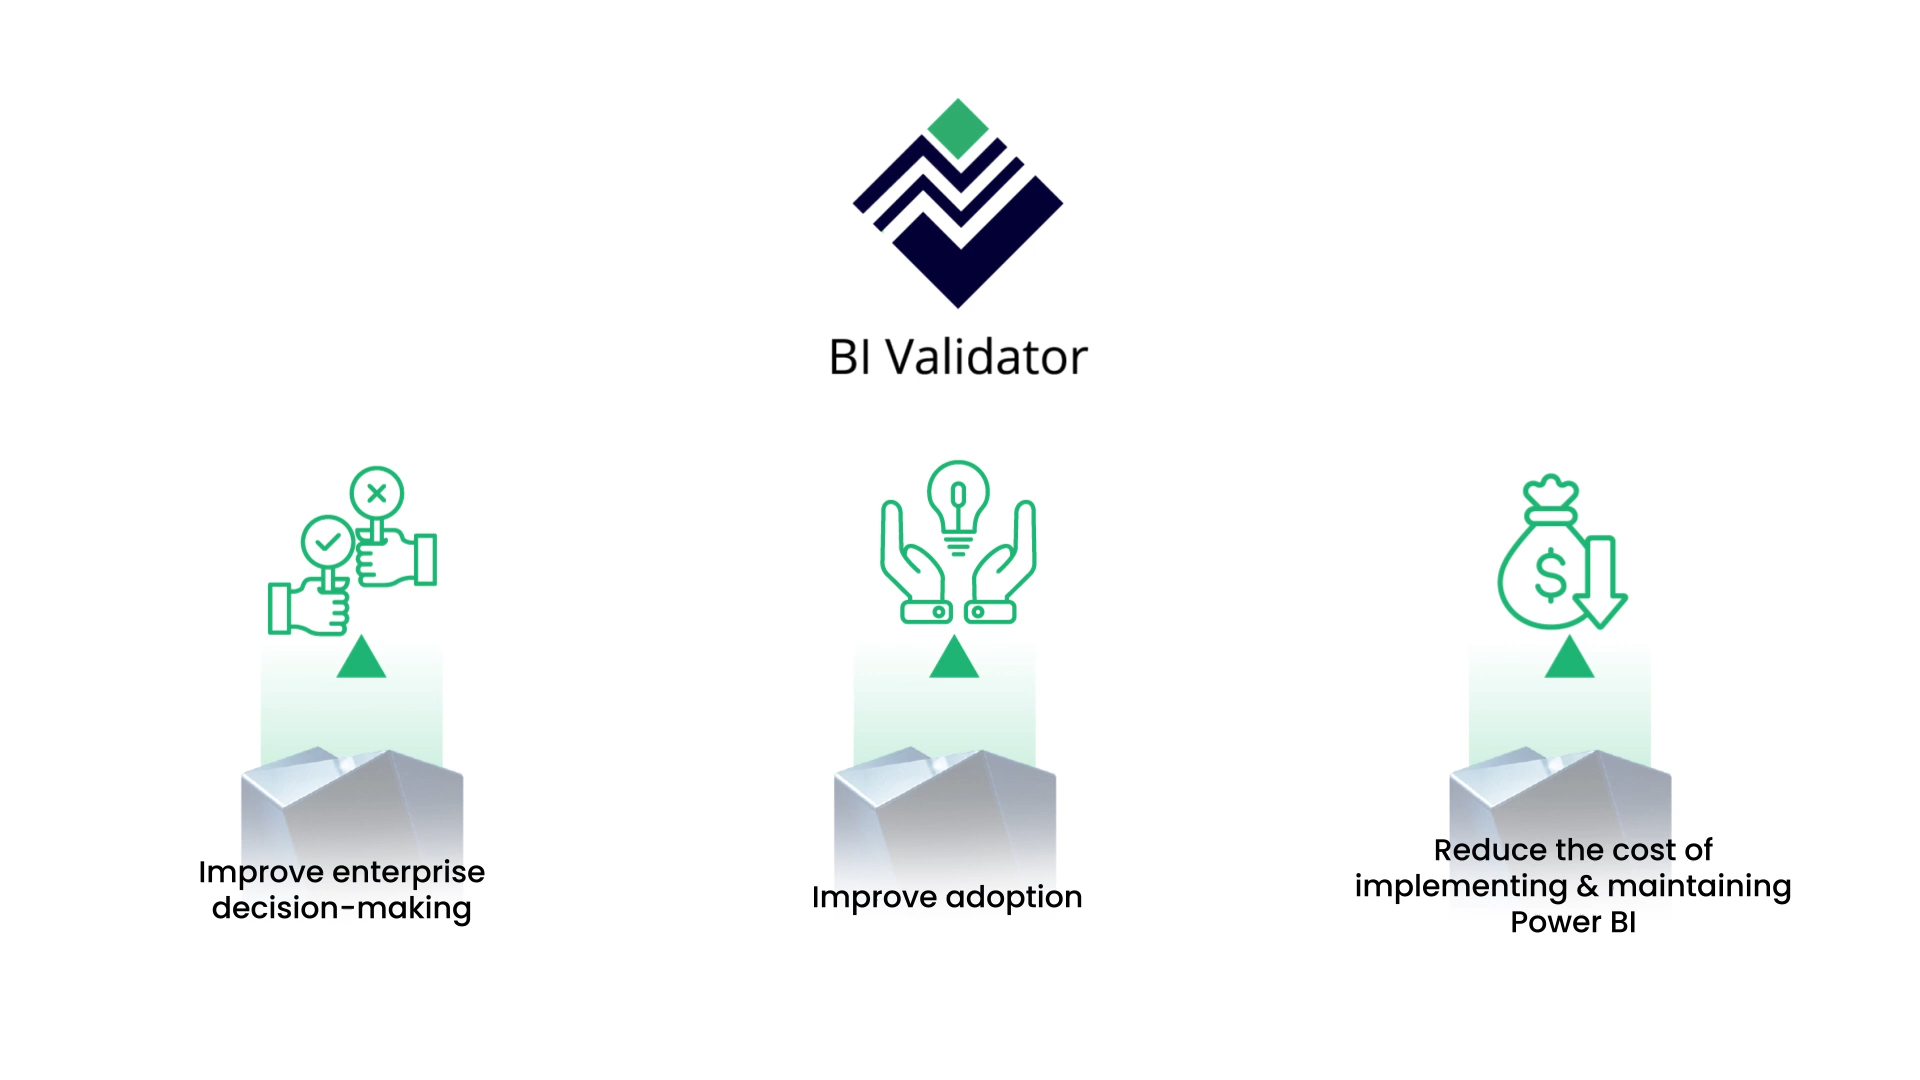 BI Validator
Improve enterprise
decision-making
Improve adoption
Reduce the cost of
implementing & maintaining
Power BI